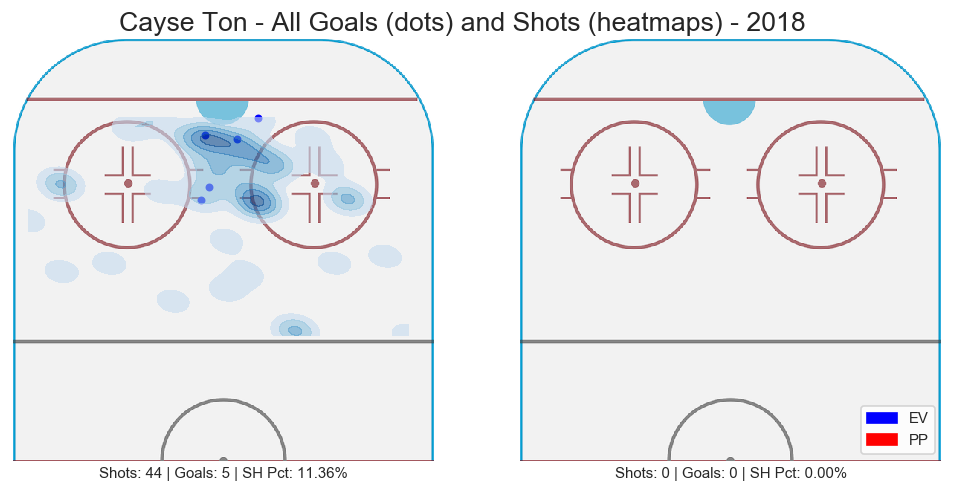 Cayse Ton - All Goals (dots) and Shots (heatmaps) - 2018
EV
PP
Shots: 44 | Goals: 5 | SH Pct: 11.36%
Shots: 0 | Goals: 0 | SH Pct: 0.00%